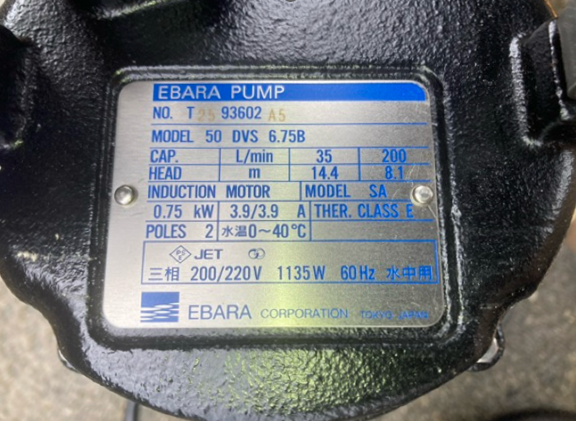 EBARA PUMP
NO. T 25 93602 A5
MODEL 50 DVS 6.75B
CAP. L/min 35 200
HEAD m 14.4 8.1
INDUCTION MOTOR MODEL SA
0.75 kW 3.9/3.9 A THER. CLASS E
POLES 2 水温0~40°C
JET
三相 200/220V 1135W 60Hz 水中用
EBARA CORPORATION TOKYO JAPAN